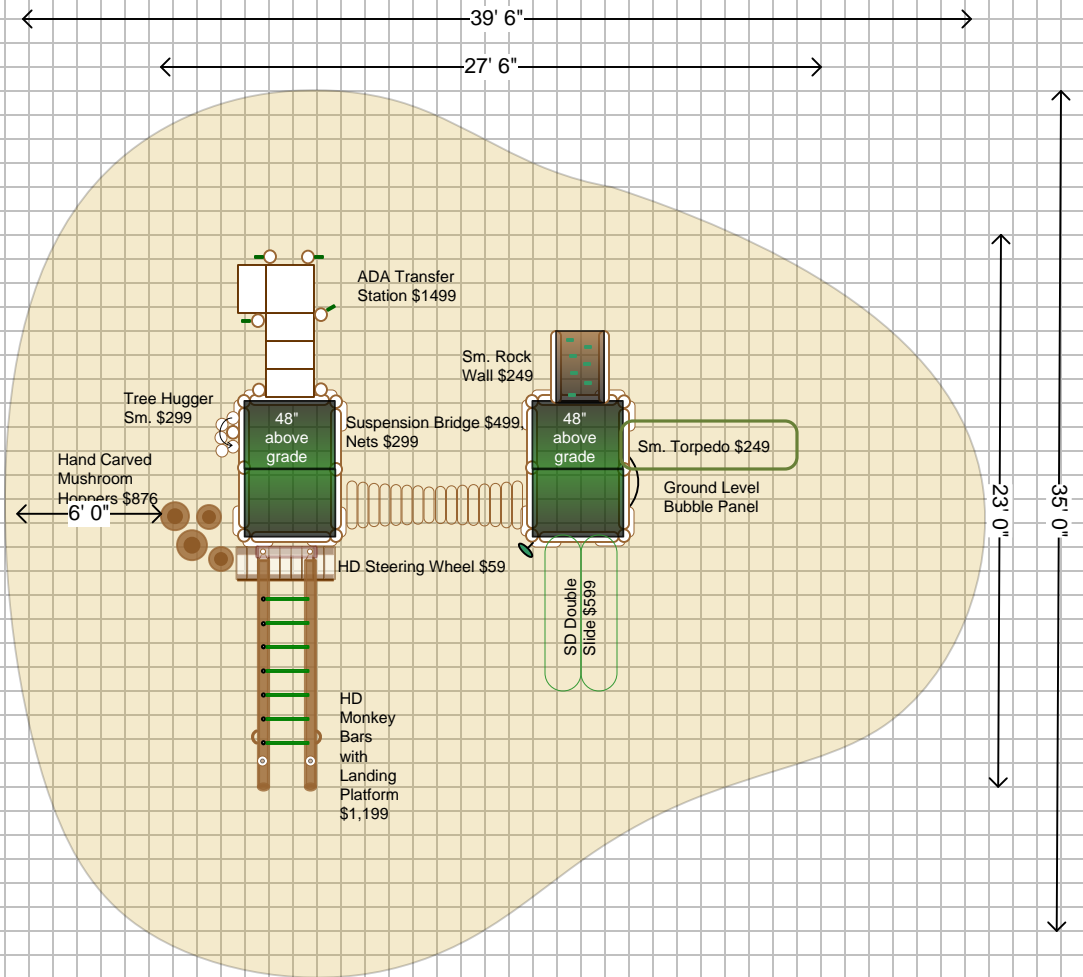 39' 6"
27' 6"
ADA Transfer
Station $1499
Sm. Rock
Wall $249
Tree Hugger
Sm. $299
48"
above
grade
Suspension Bridge $499,
Nets $299
48"
above
grade
Sm. Torpedo $249
Hand Carved
Mushroom
Hoppers $876
6' 0"
Ground Level
Bubble Panel
23' 0"
35' 0"
HD Steering Wheel $59
SD Double
Slide $599
HD
Monkey
Bars
with
Landing
Platform
$1,199